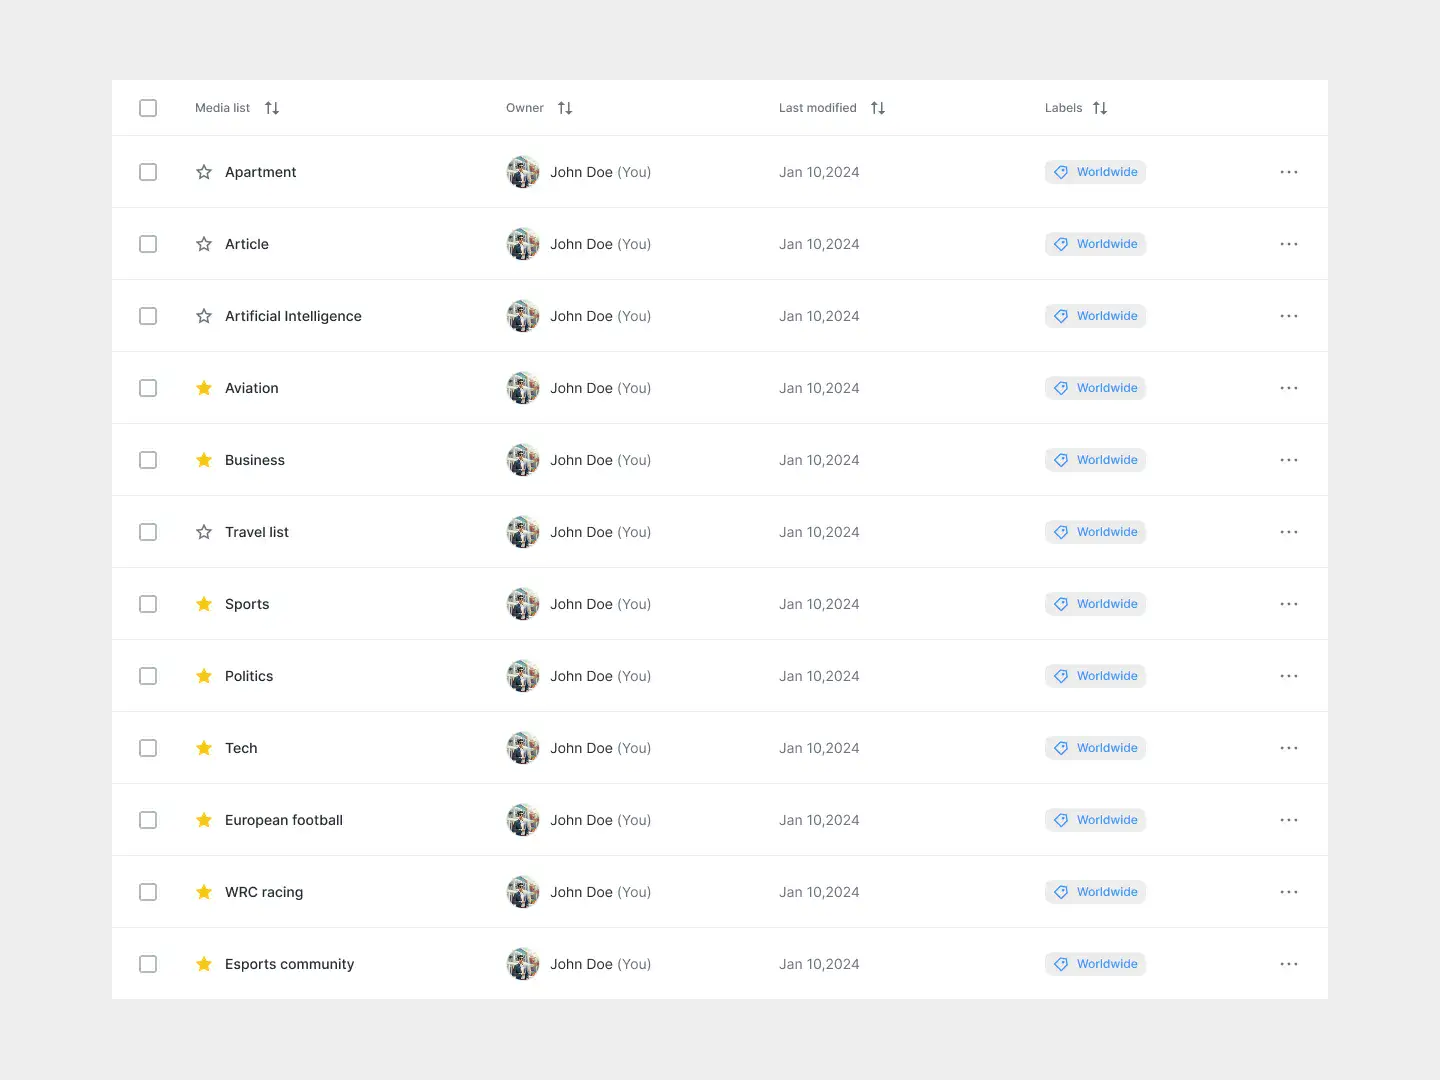 Media list Owner Last modified Labels
Apartment John Doe (You) Jan 10,2024 Worldwide
Article John Doe (You) Jan 10,2024 Worldwide
Artificial Intelligence John Doe (You) Jan 10,2024 Worldwide
Aviation John Doe (You) Jan 10,2024 Worldwide
Business John Doe (You) Jan 10,2024 Worldwide
Travel list John Doe (You) Jan 10,2024 Worldwide
Sports John Doe (You) Jan 10,2024 Worldwide
Politics John Doe (You) Jan 10,2024 Worldwide
Tech John Doe (You) Jan 10,2024 Worldwide
European football John Doe (You) Jan 10,2024 Worldwide
WRC racing John Doe (You) Jan 10,2024 Worldwide
Esports community John Doe (You) Jan 10,2024 Worldwide